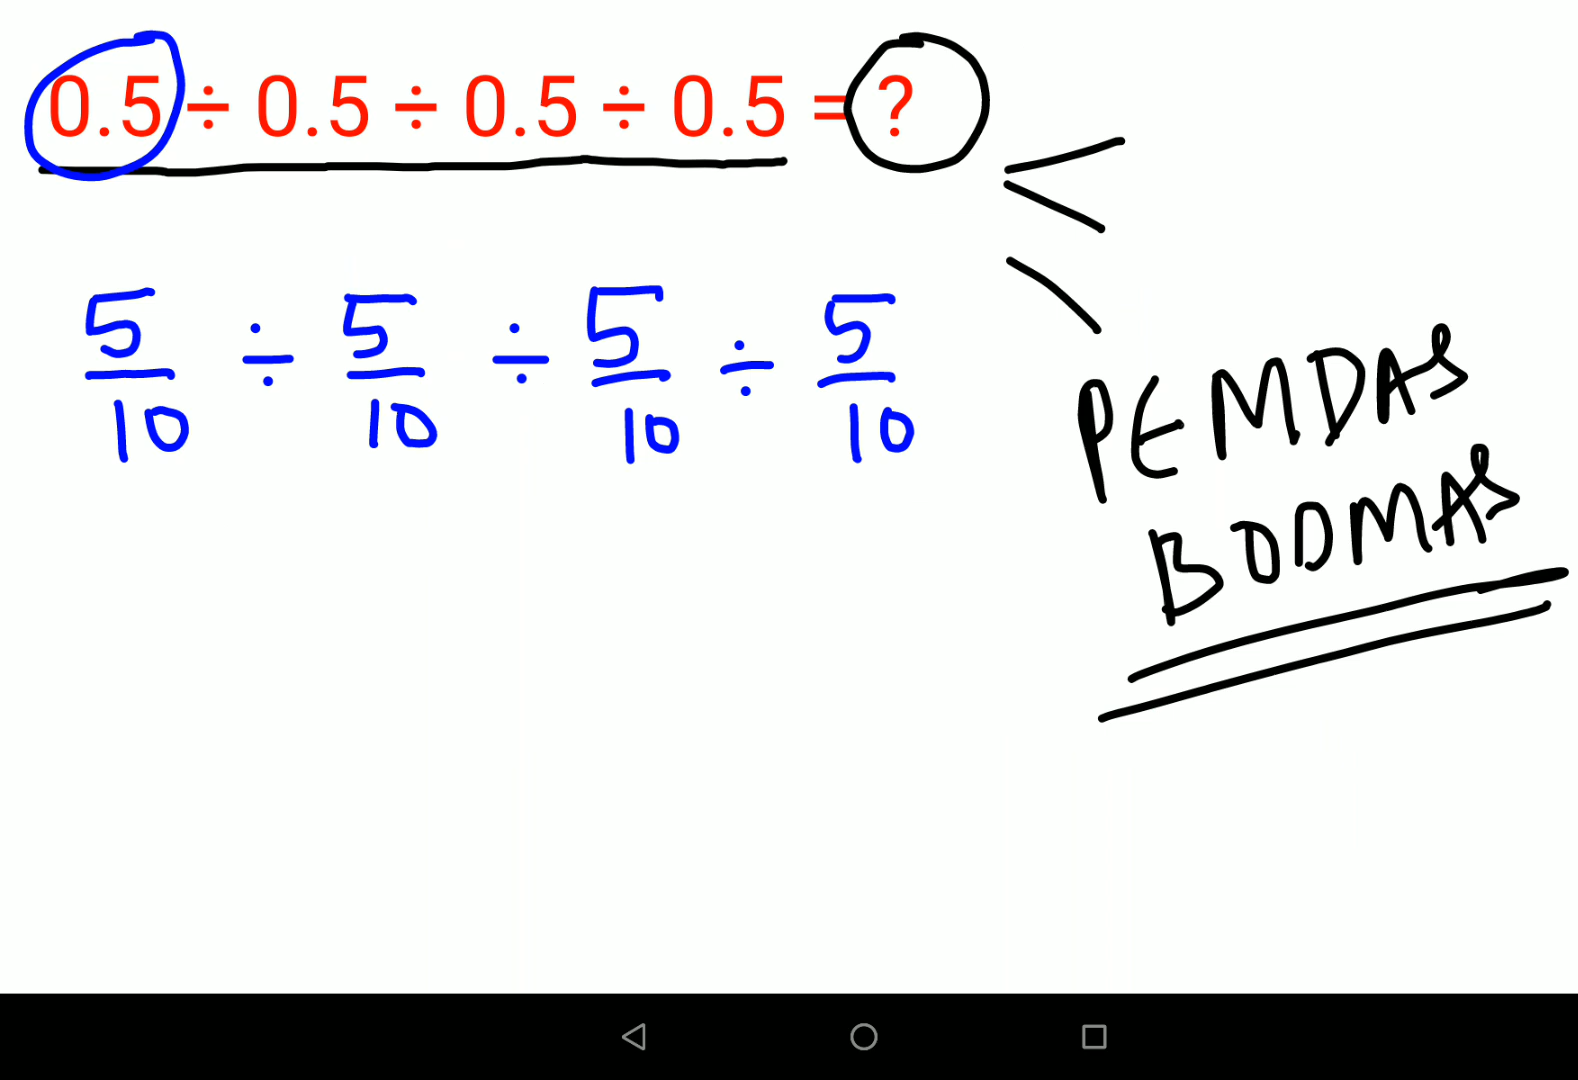 0.5 ÷ 0.5 ÷ 0.5 ÷ 0.5 = ?
5/10 ÷ 5/10 ÷ 5/10 ÷ 5/10
PEMDAS
BODMAS